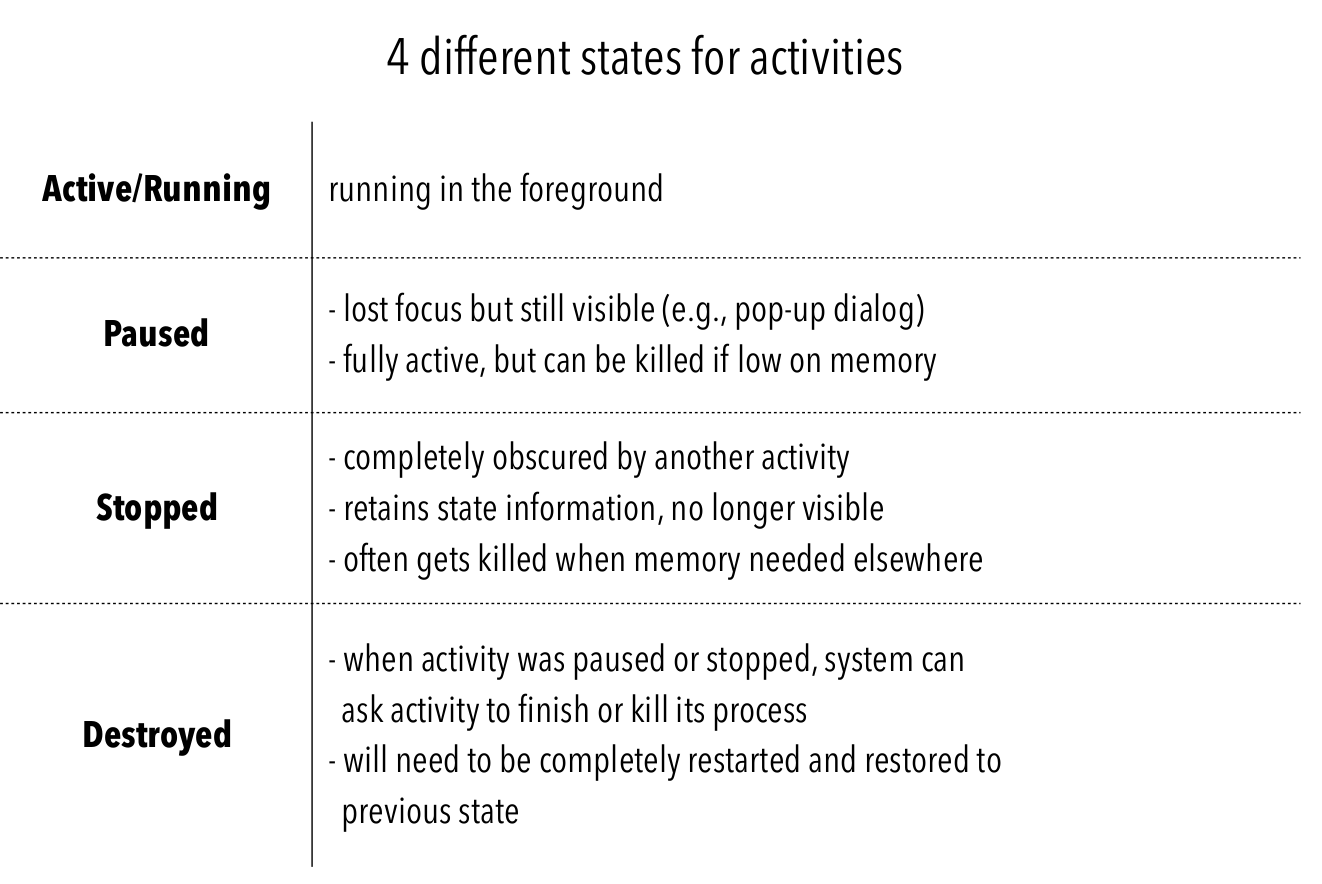 4 different states for activities
Active/Running
running in the foreground
Paused
- lost focus but still visible (e.g., pop-up dialog)
- fully active, but can be killed if low on memory
Stopped
- completely obscured by another activity
- retains state information, no longer visible
- often gets killed when memory needed elsewhere
Destroyed
- when activity was paused or stopped, system can
ask activity to finish or kill its process
- will need to be completely restarted and restored to
previous state